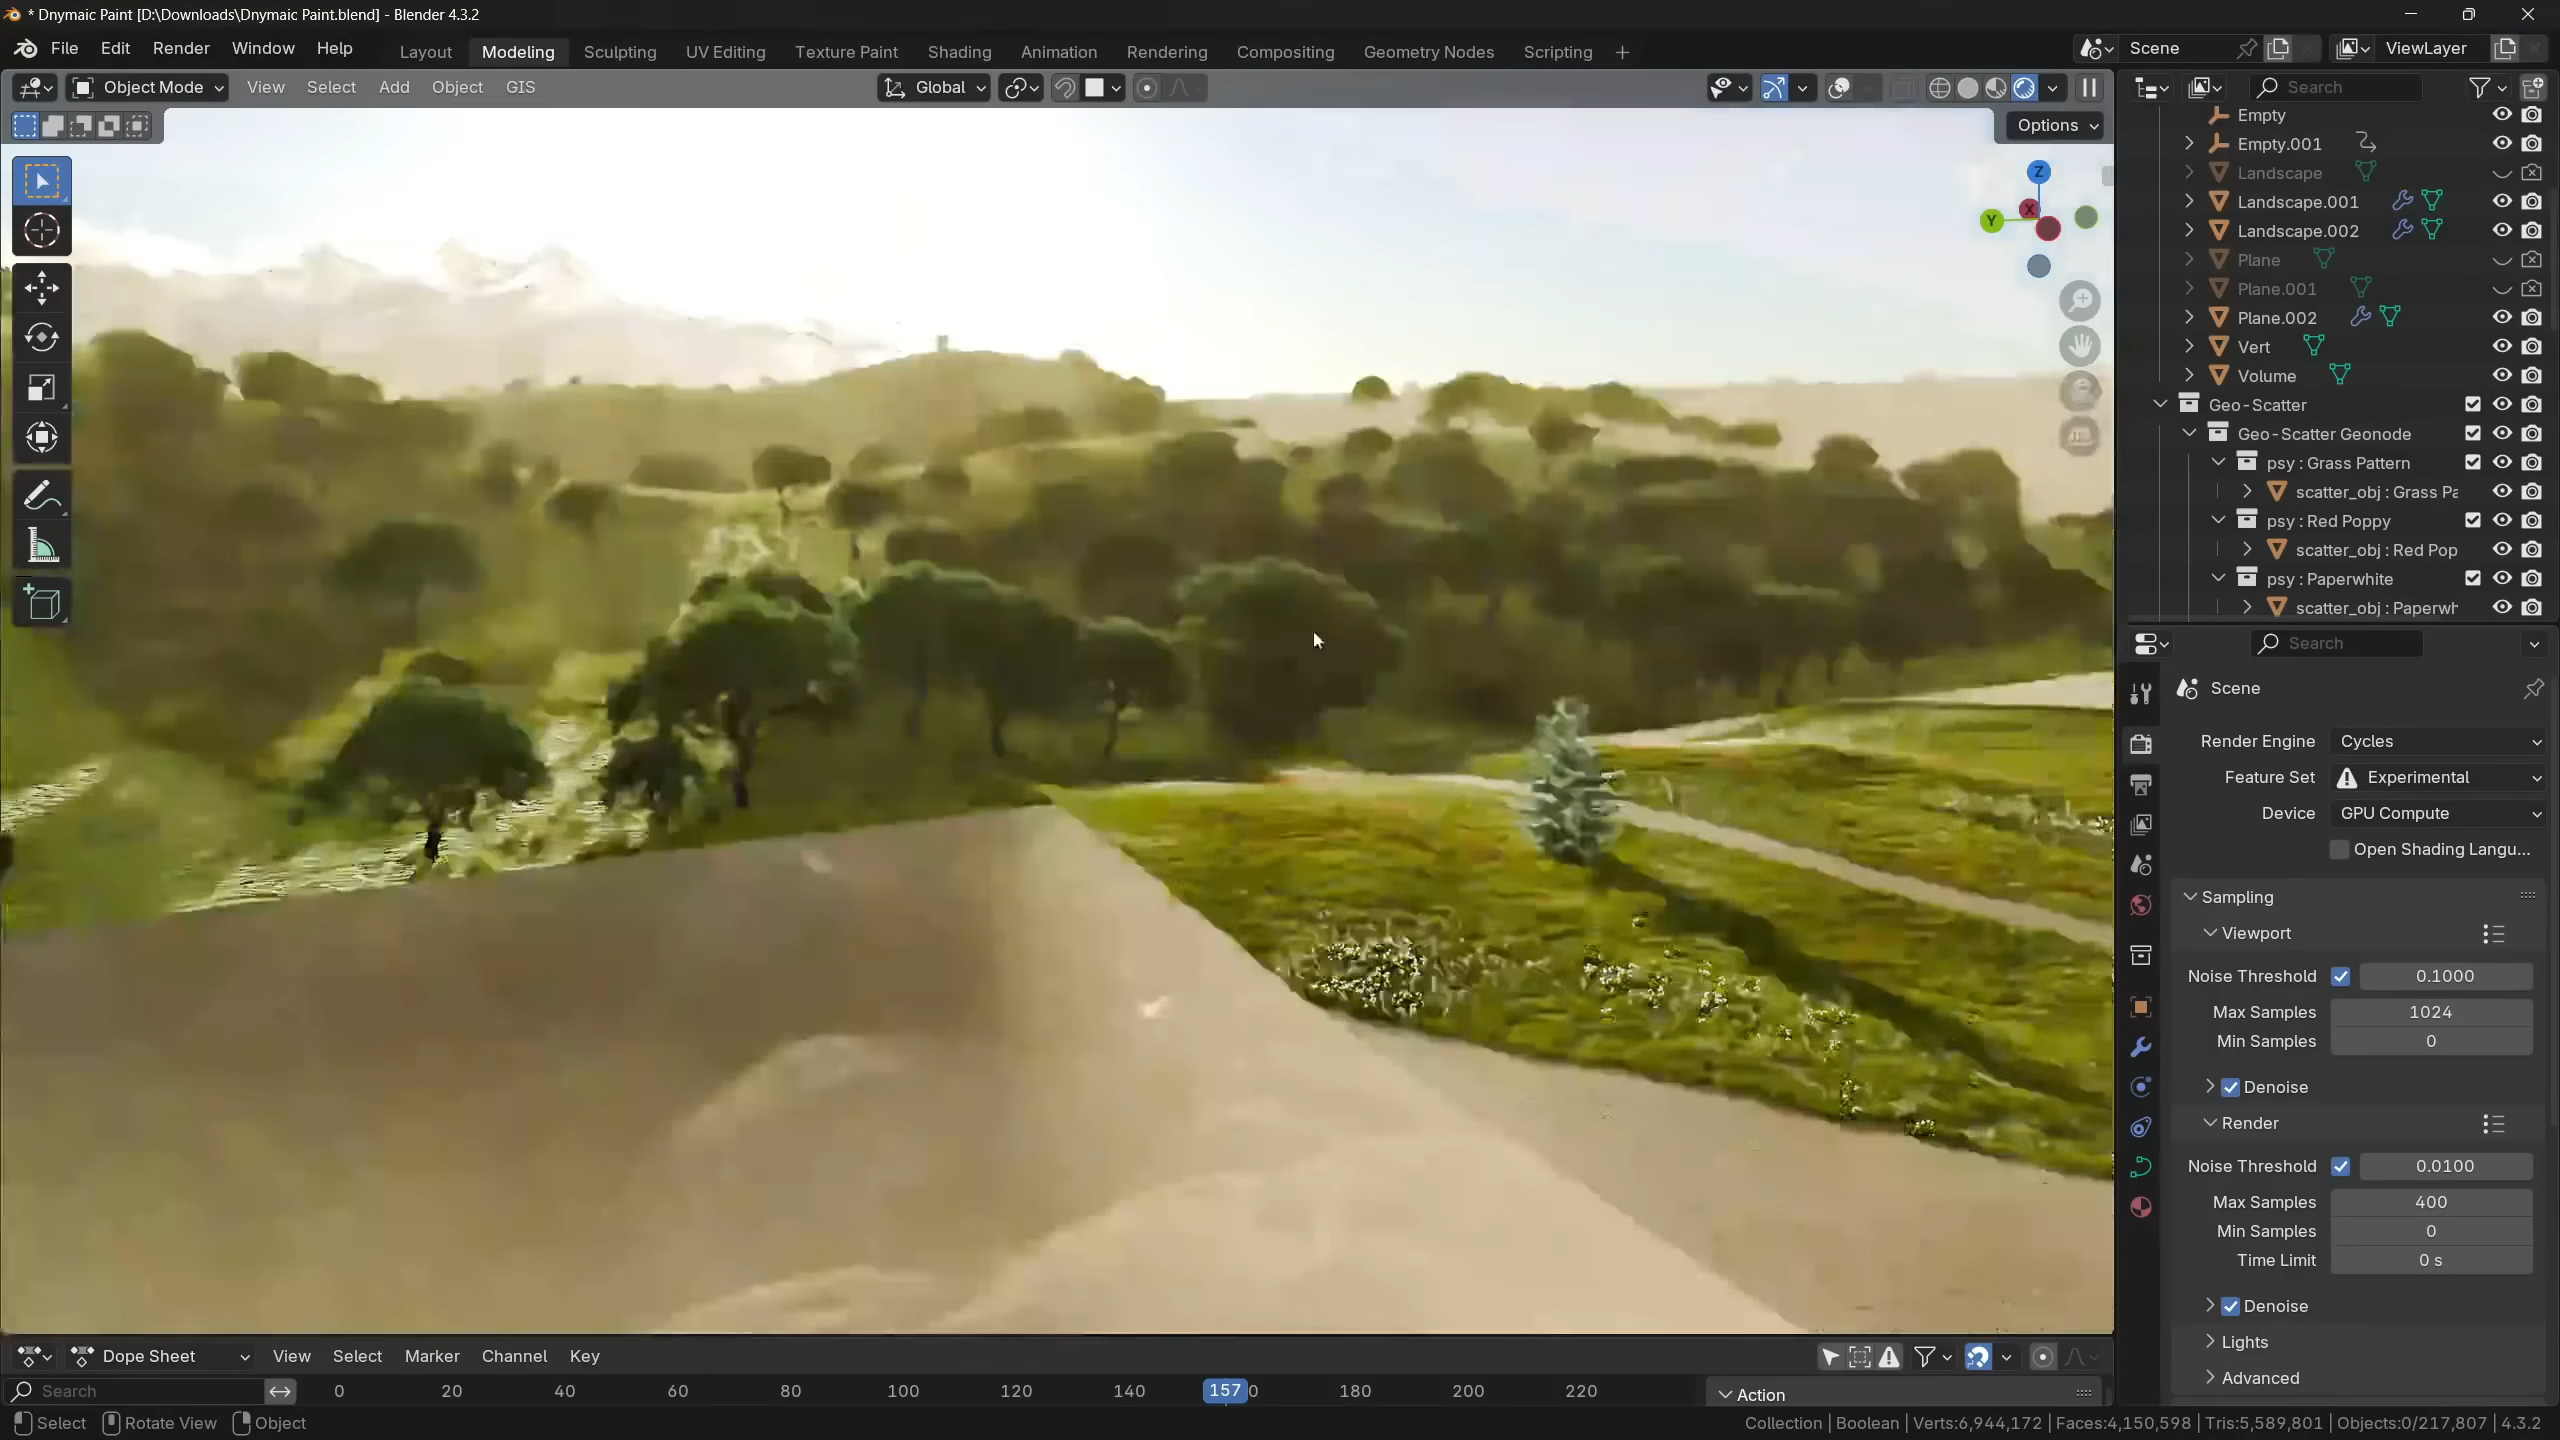 * Dnymaic Paint [D:\Downloads\Dnymaic Paint.blend] - Blender 4.3.2
File Edit Render Window Help Layout Modeling Sculpting UV Editing Texture Paint Shading Animation Rendering Compositing Geometry Nodes Scripting + Scene ViewLayer
Object Mode View Select Add Object GIS Global Search
Options
Z
Y X
Empty
Empty.001
Landscape
Landscape.001
Landscape.002
Plane
Plane.001
Plane.002
Vert
Volume
Geo-Scatter
Geo-Scatter Geonode
psy : Grass Pattern
scatter_obj : Grass Pa
psy : Red Poppy
scatter_obj : Red Pop
psy : Paperwhite
scatter_obj : Paperwh
Search
Scene
Render Engine Cycles
Feature Set Experimental
Device GPU Compute
Open Shading Langu...
Sampling
Viewport
Noise Threshold 0.1000
Max Samples 1024
Min Samples 0
Denoise
Render
Noise Threshold 0.0100
Max Samples 400
Min Samples 0
Time Limit 0 s
Denoise
Lights
Advanced
Dope Sheet View Select Marker Channel Key
Search 0 20 40 60 80 100 120 140 157 0 180 200 220 Action
Select Rotate View Object Collection | Boolean | Verts:6,944,172 | Faces:4,150,598 | Tris:5,589,801 | Objects:0/217,807 | 4.3.2